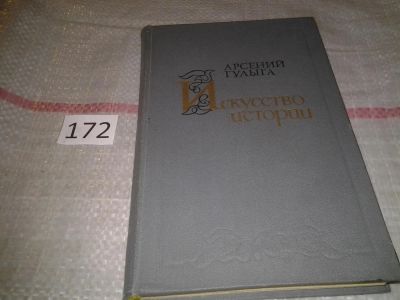 АРСЕНИЙ
ГУЛЫГА
Искусство
истории
172